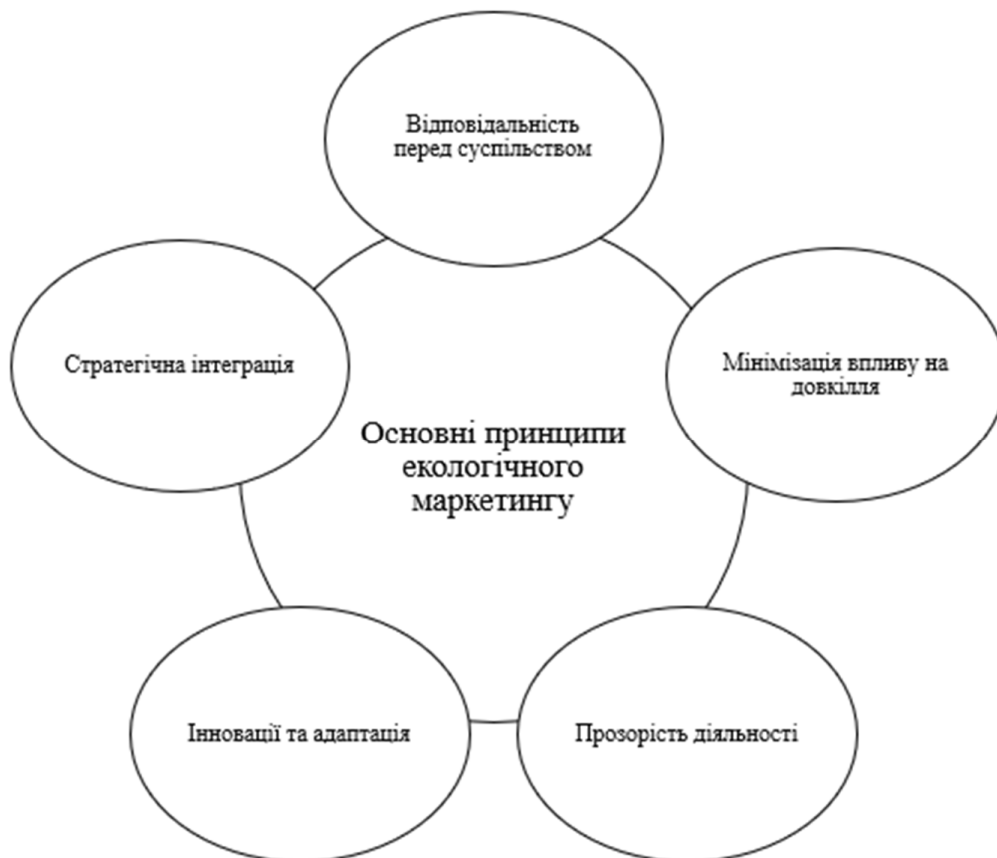 Відповідальність
перед суспільством
Стратегічна інтеграція
Мінімізація впливу на
довкілля
Основні принципи
екологічного
маркетингу
Інновації та адаптація
Прозорість діяльності